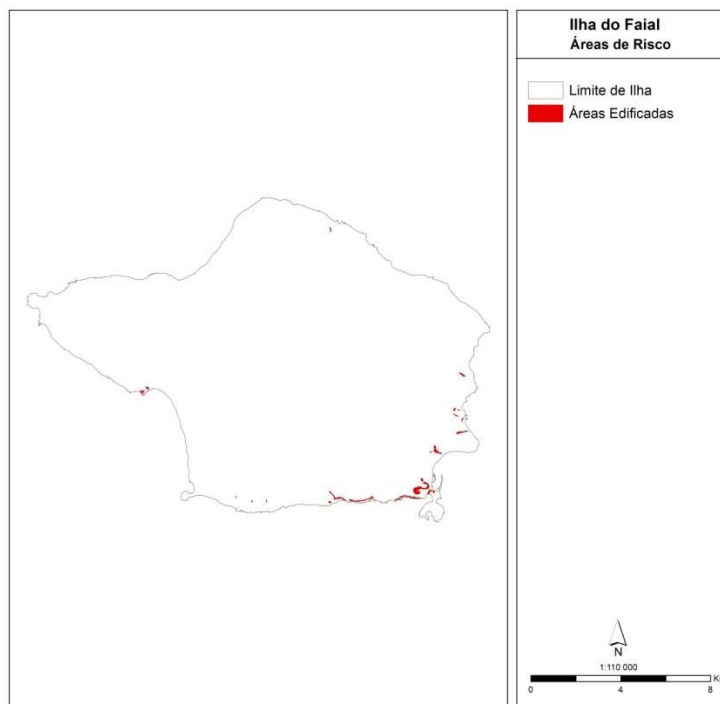 Ilha do Faial
Áreas de Risco
Limite de Ilha
Áreas Edificadas
N
1:110 000
0 4 8